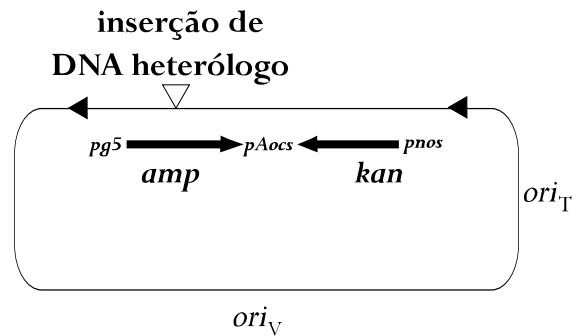 inserção de
DNA heterólogo
pg5 pAocs pnos
amp kan
oriT
oriV